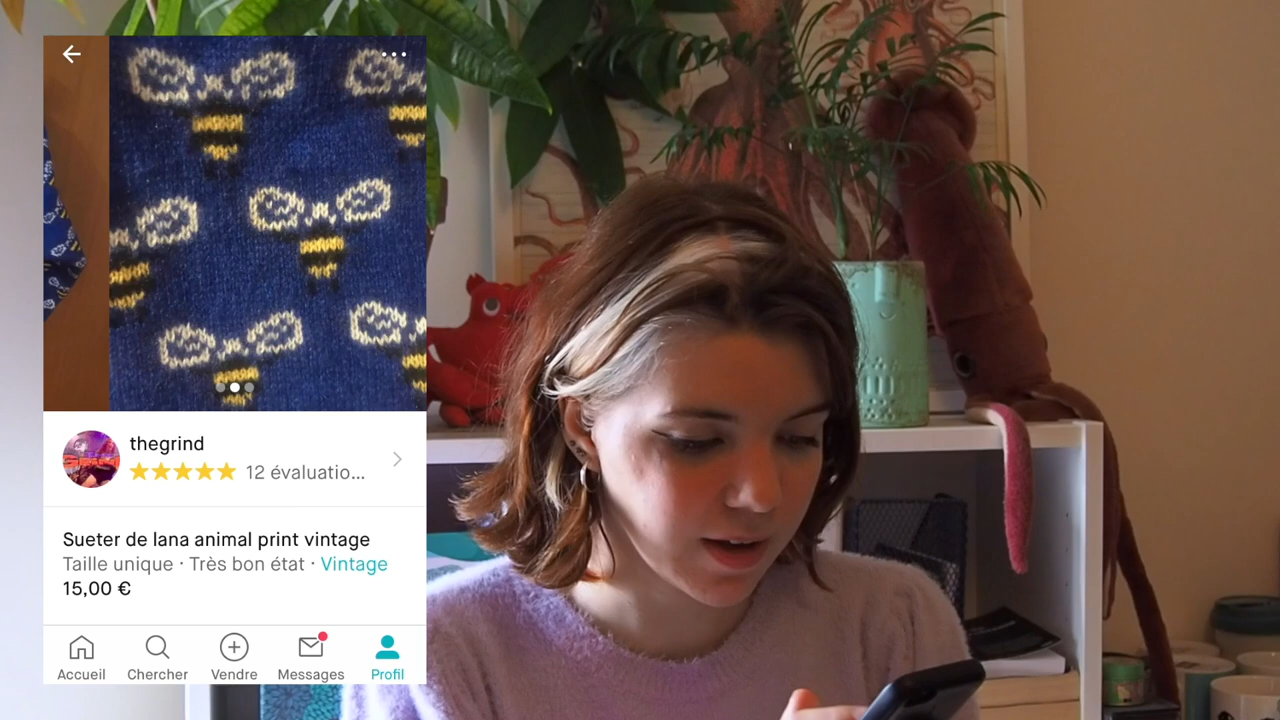 thegrind
12 évaluatio...
Sueter de lana animal print vintage
Taille unique · Très bon état · Vintage
15,00 €
Accueil Chercher Vendre Messages Profil